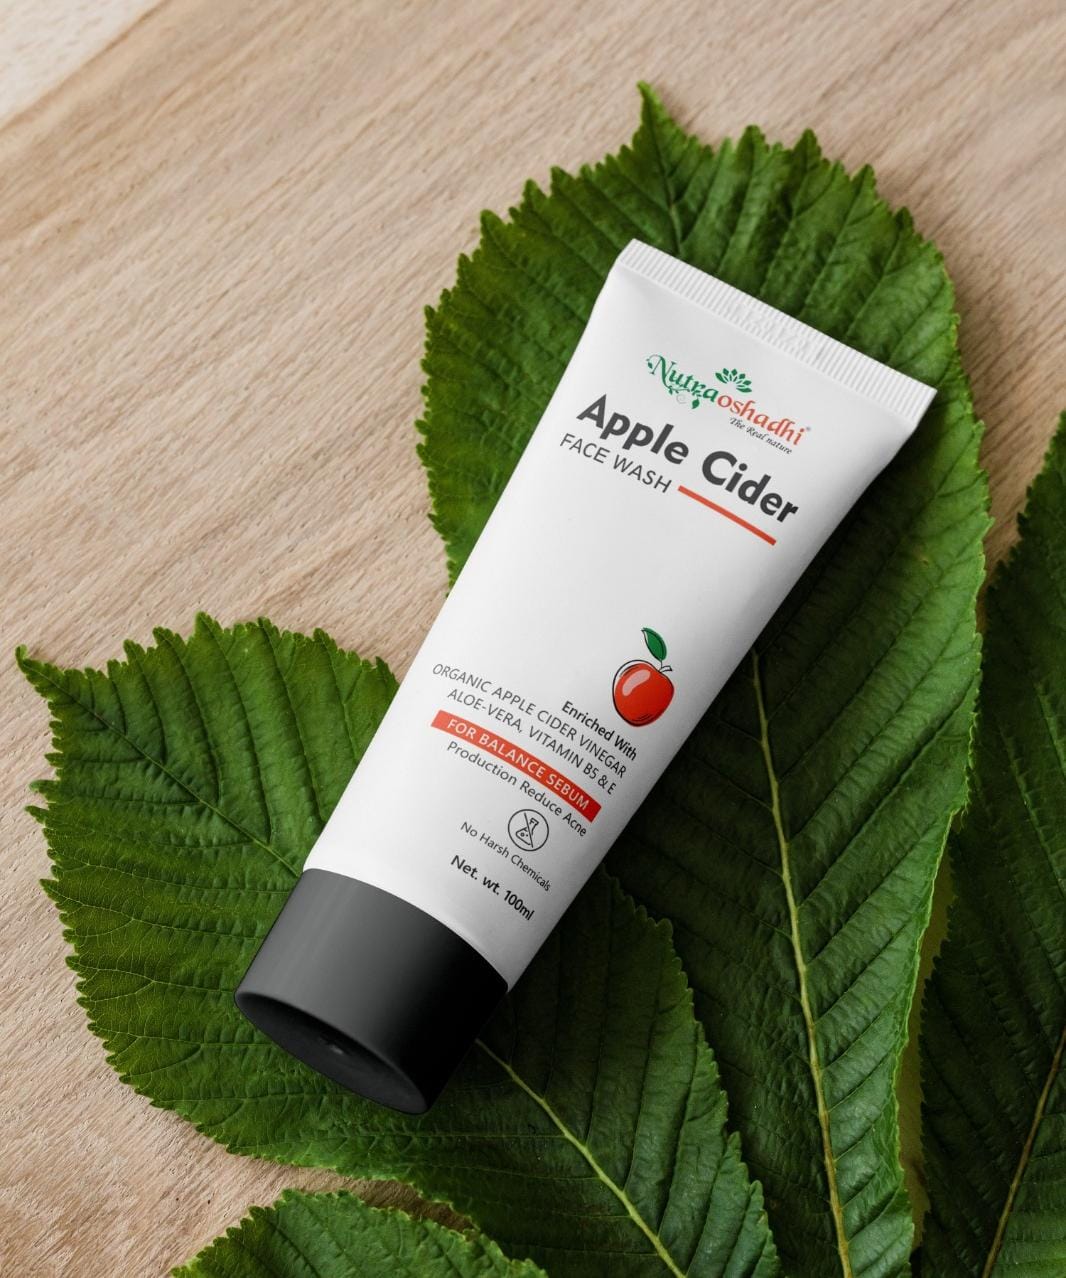 Nutraoshadhi®
The Real nature
Apple Cider
FACE WASH
Enriched With
ORGANIC APPLE CIDER VINEGAR
ALOE-VERA, VITAMIN B5 & E
FOR BALANCE SEBUM
Production Reduce Acne
No Harsh Chemicals
Net. wt. 100ml